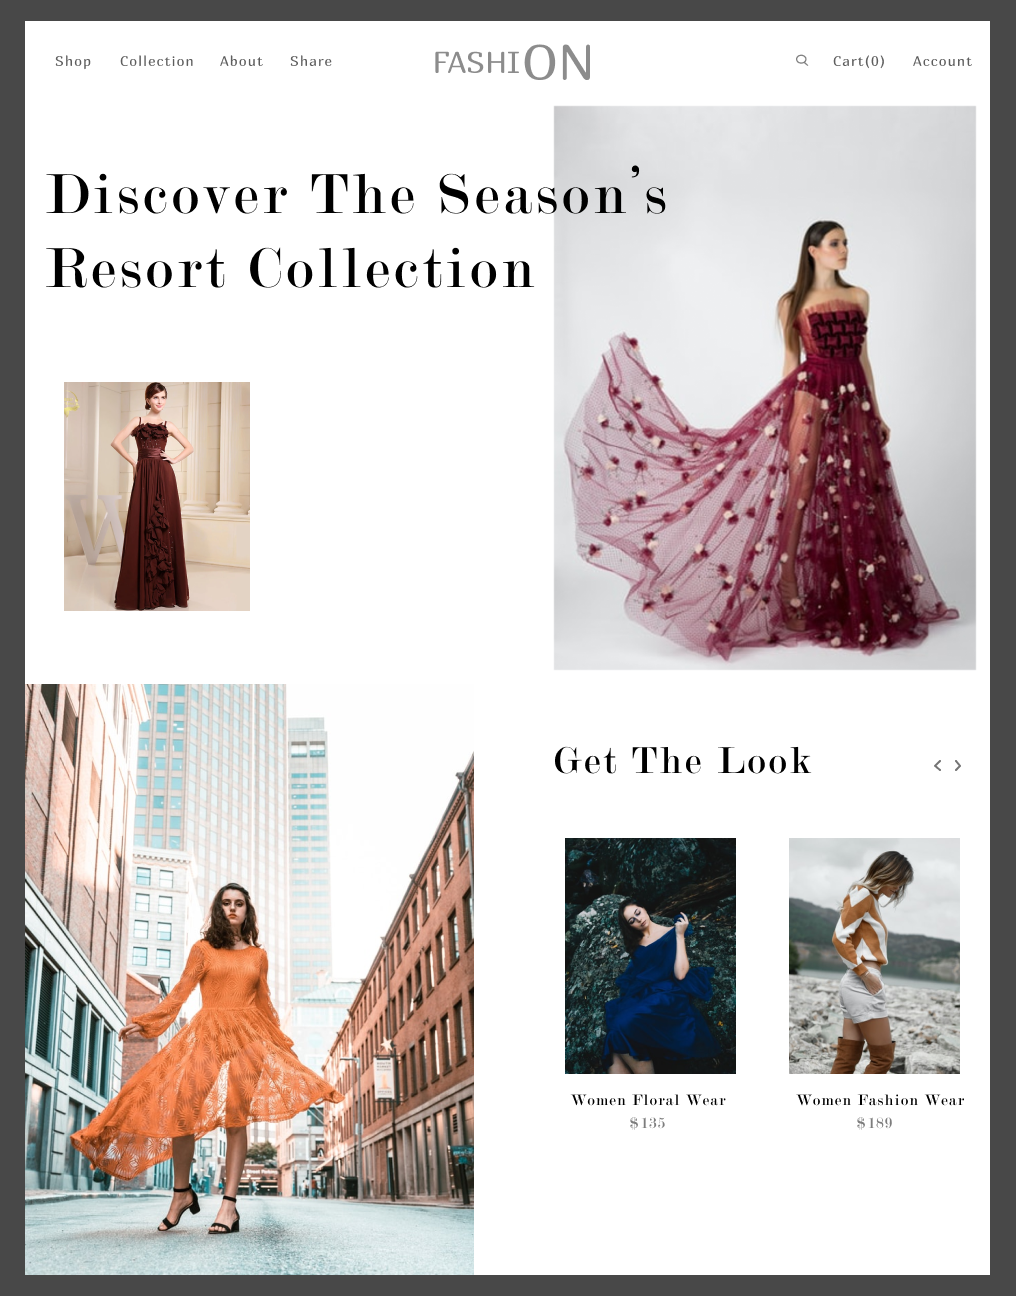 Shop Collection About Share FASHION Cart(0) Account
Discover The Season's
Resort Collection
W
Get The Look
Women Floral Wear
$135
Women Fashion Wear
$189